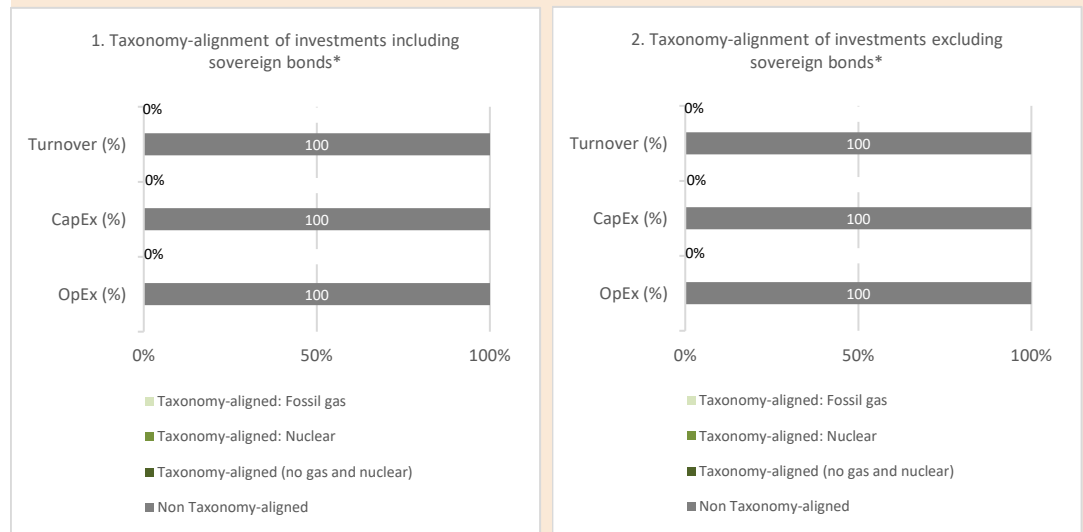 1. Taxonomy-alignment of investments including
sovereign bonds*
0%
Turnover (%)
100
0%
CapEx (%)
100
0%
OpEx (%)
100
0%
50%
100%
Taxonomy-aligned: Fossil gas
Taxonomy-aligned: Nuclear
Taxonomy-aligned (no gas and nuclear)
Non Taxonomy-aligned
2. Taxonomy-alignment of investments excluding
sovereign bonds*
0%
Turnover (%)
100
0%
CapEx (%)
100
0%
OpEx (%)
100
0%
50%
100%
Taxonomy-aligned: Fossil gas
Taxonomy-aligned: Nuclear
Taxonomy-aligned (no gas and nuclear)
Non Taxonomy-aligned